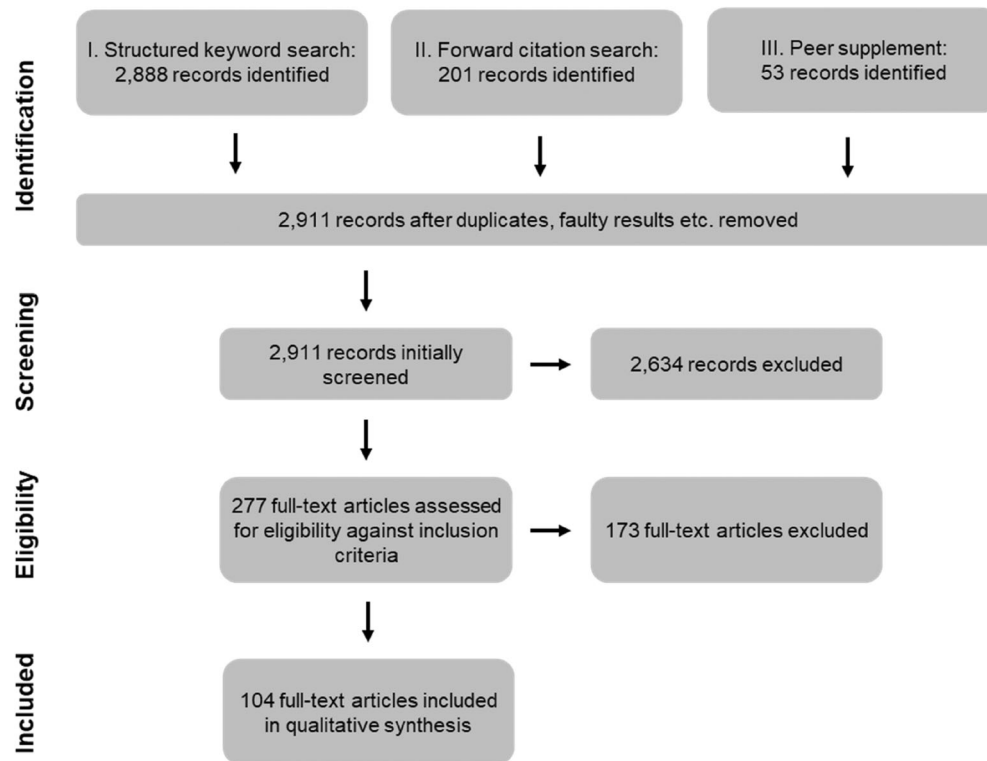 Identification
I. Structured keyword search:
2,888 records identified
II. Forward citation search:
201 records identified
III. Peer supplement:
53 records identified
2,911 records after duplicates, faulty results etc. removed
Screening
2,911 records initially
screened
2,634 records excluded
Eligibility
277 full-text articles assessed
for eligibility against inclusion
criteria
173 full-text articles excluded
Included
104 full-text articles included
in qualitative synthesis